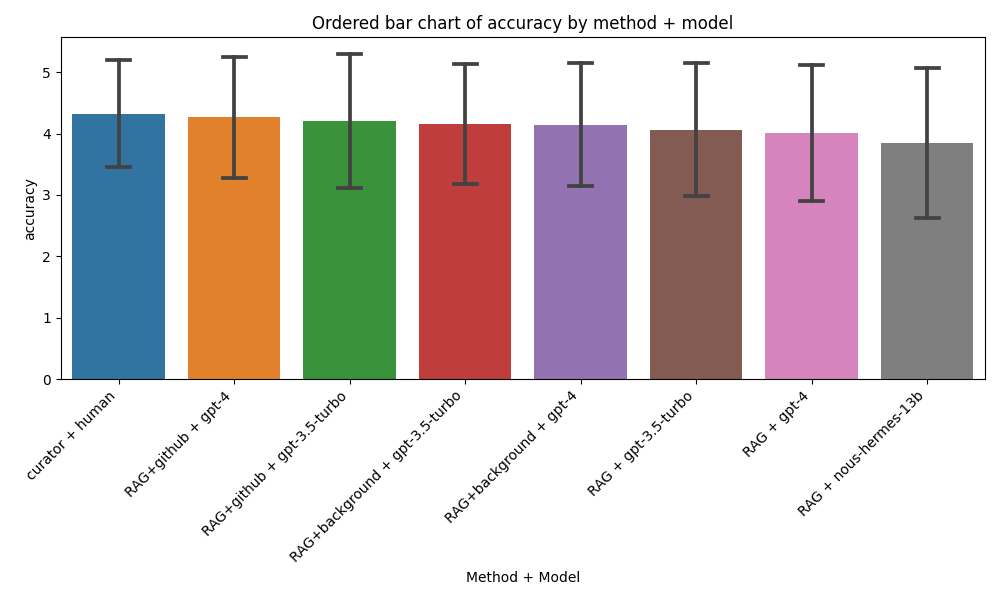 Ordered bar chart of accuracy by method + model
accuracy
5
4
3
2
1
0
curator + human
RAG+github + gpt-4
RAG+github + gpt-3.5-turbo
RAG+background + gpt-3.5-turbo
RAG+background + gpt-4
RAG + gpt-3.5-turbo
RAG + gpt-4
RAG + nous-hermes-13b
Method + Model